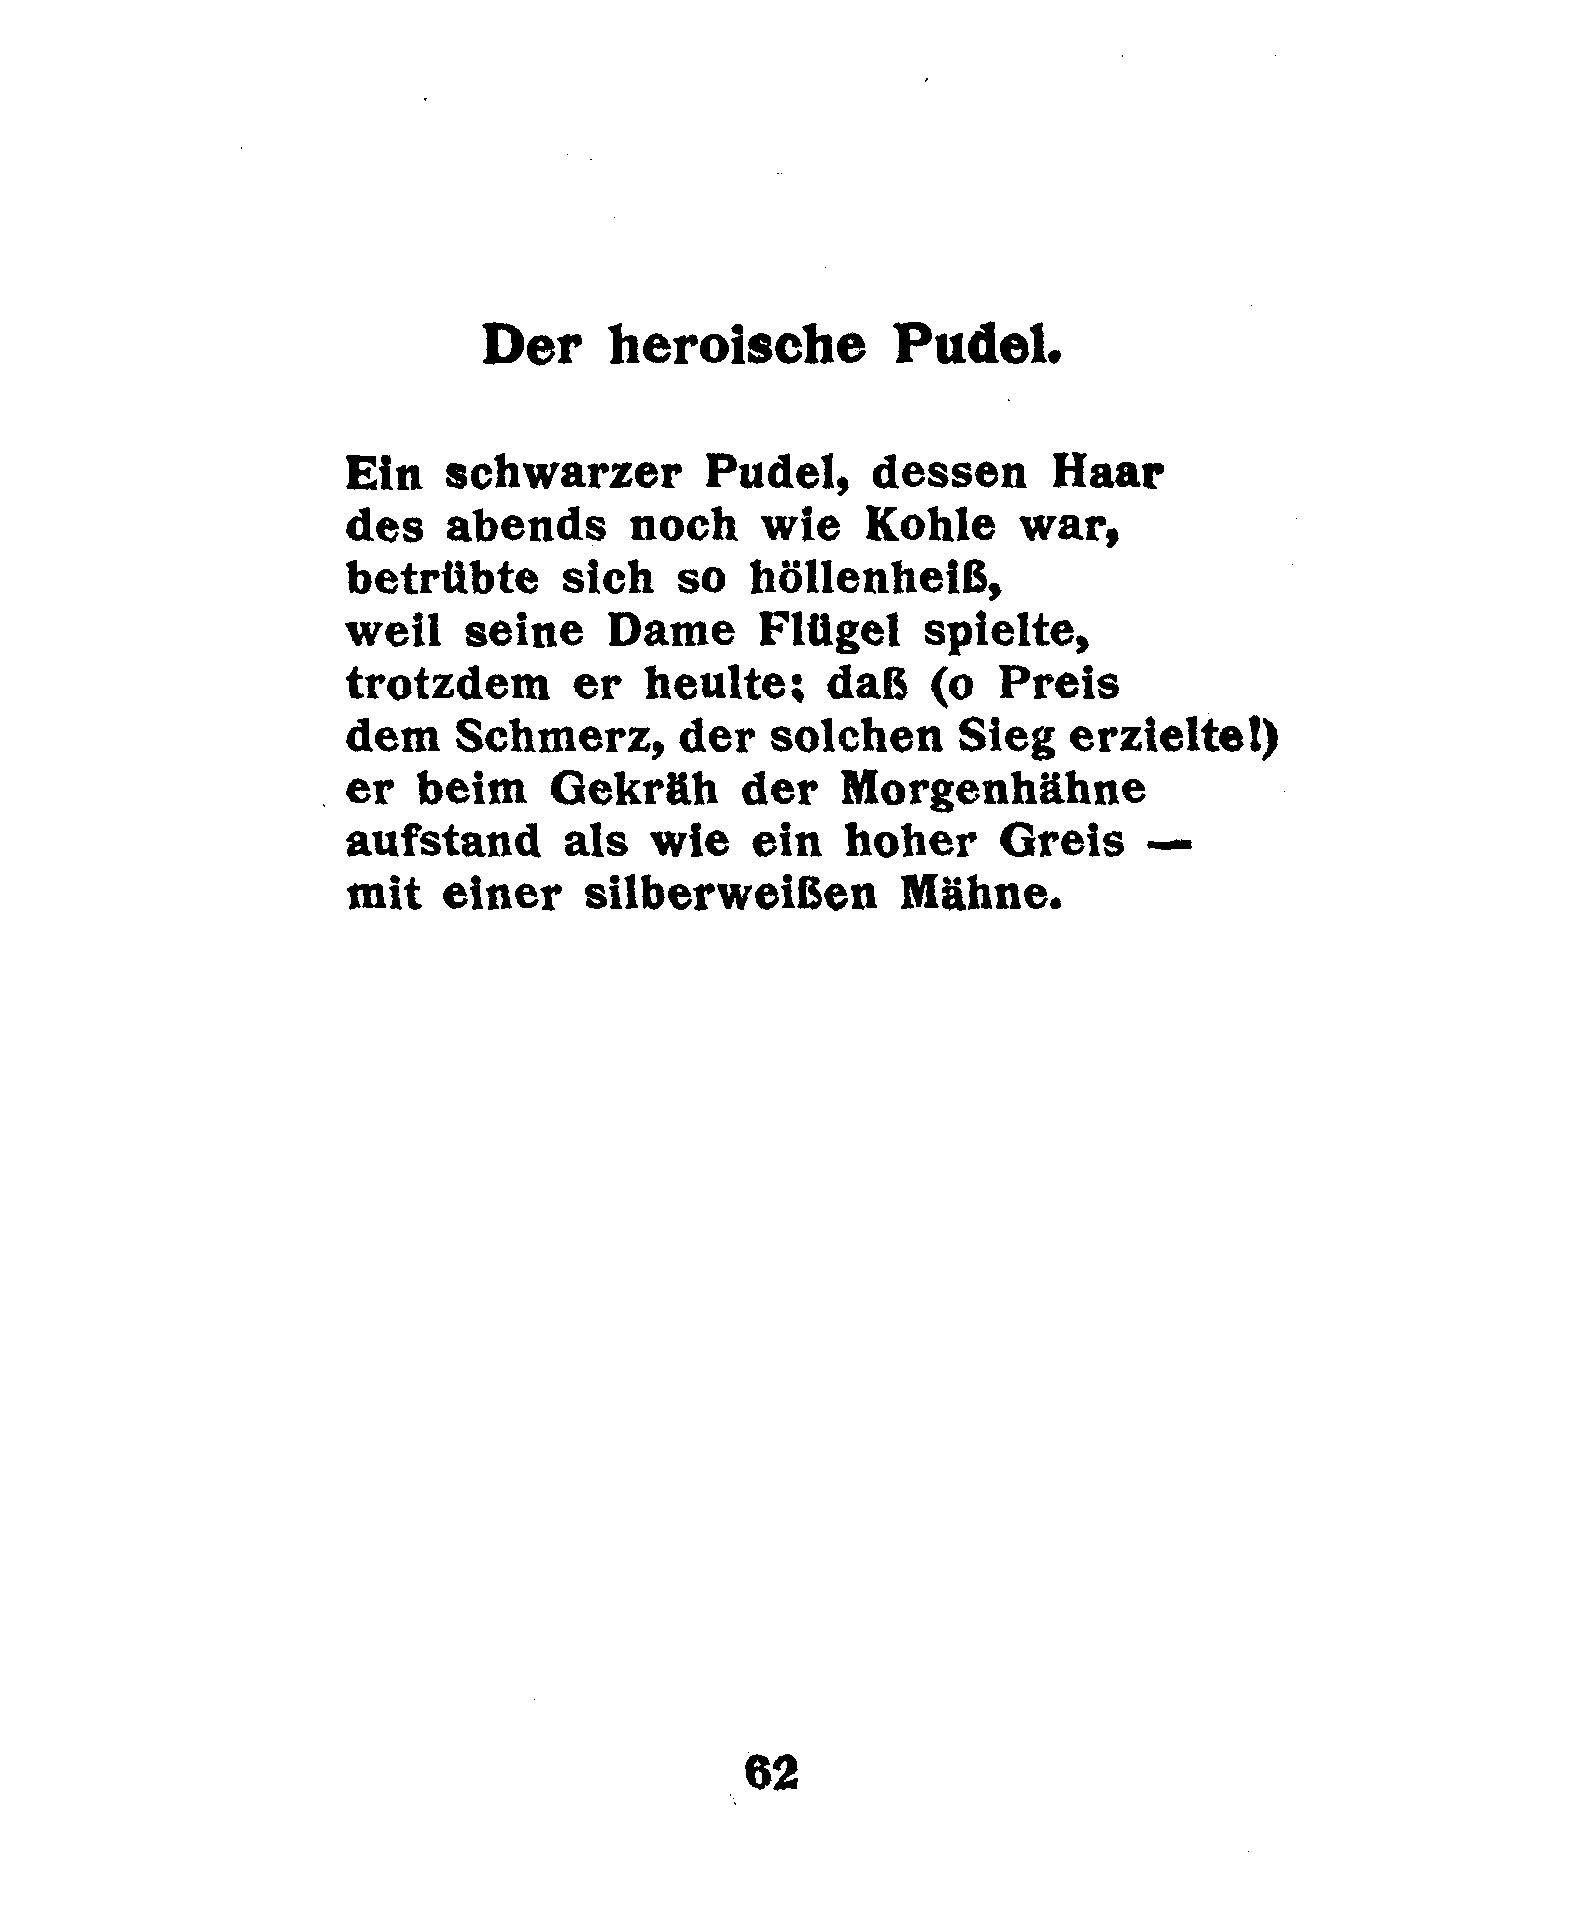 Der heroische Pudel.
Ein schwarzer Pudel, dessen Haar
des abends noch wie Kohle war,
betrübte sich so höllenheiß,
weil seine Dame Flügel spielte,
trotzdem er heulte; daß (o Preis
dem Schmerz, der solchen Sieg erzielte!)
er beim Gekräh der Morgenhähne
aufstand als wie ein hoher Greis —
mit einer silberweißen Mähne.
62